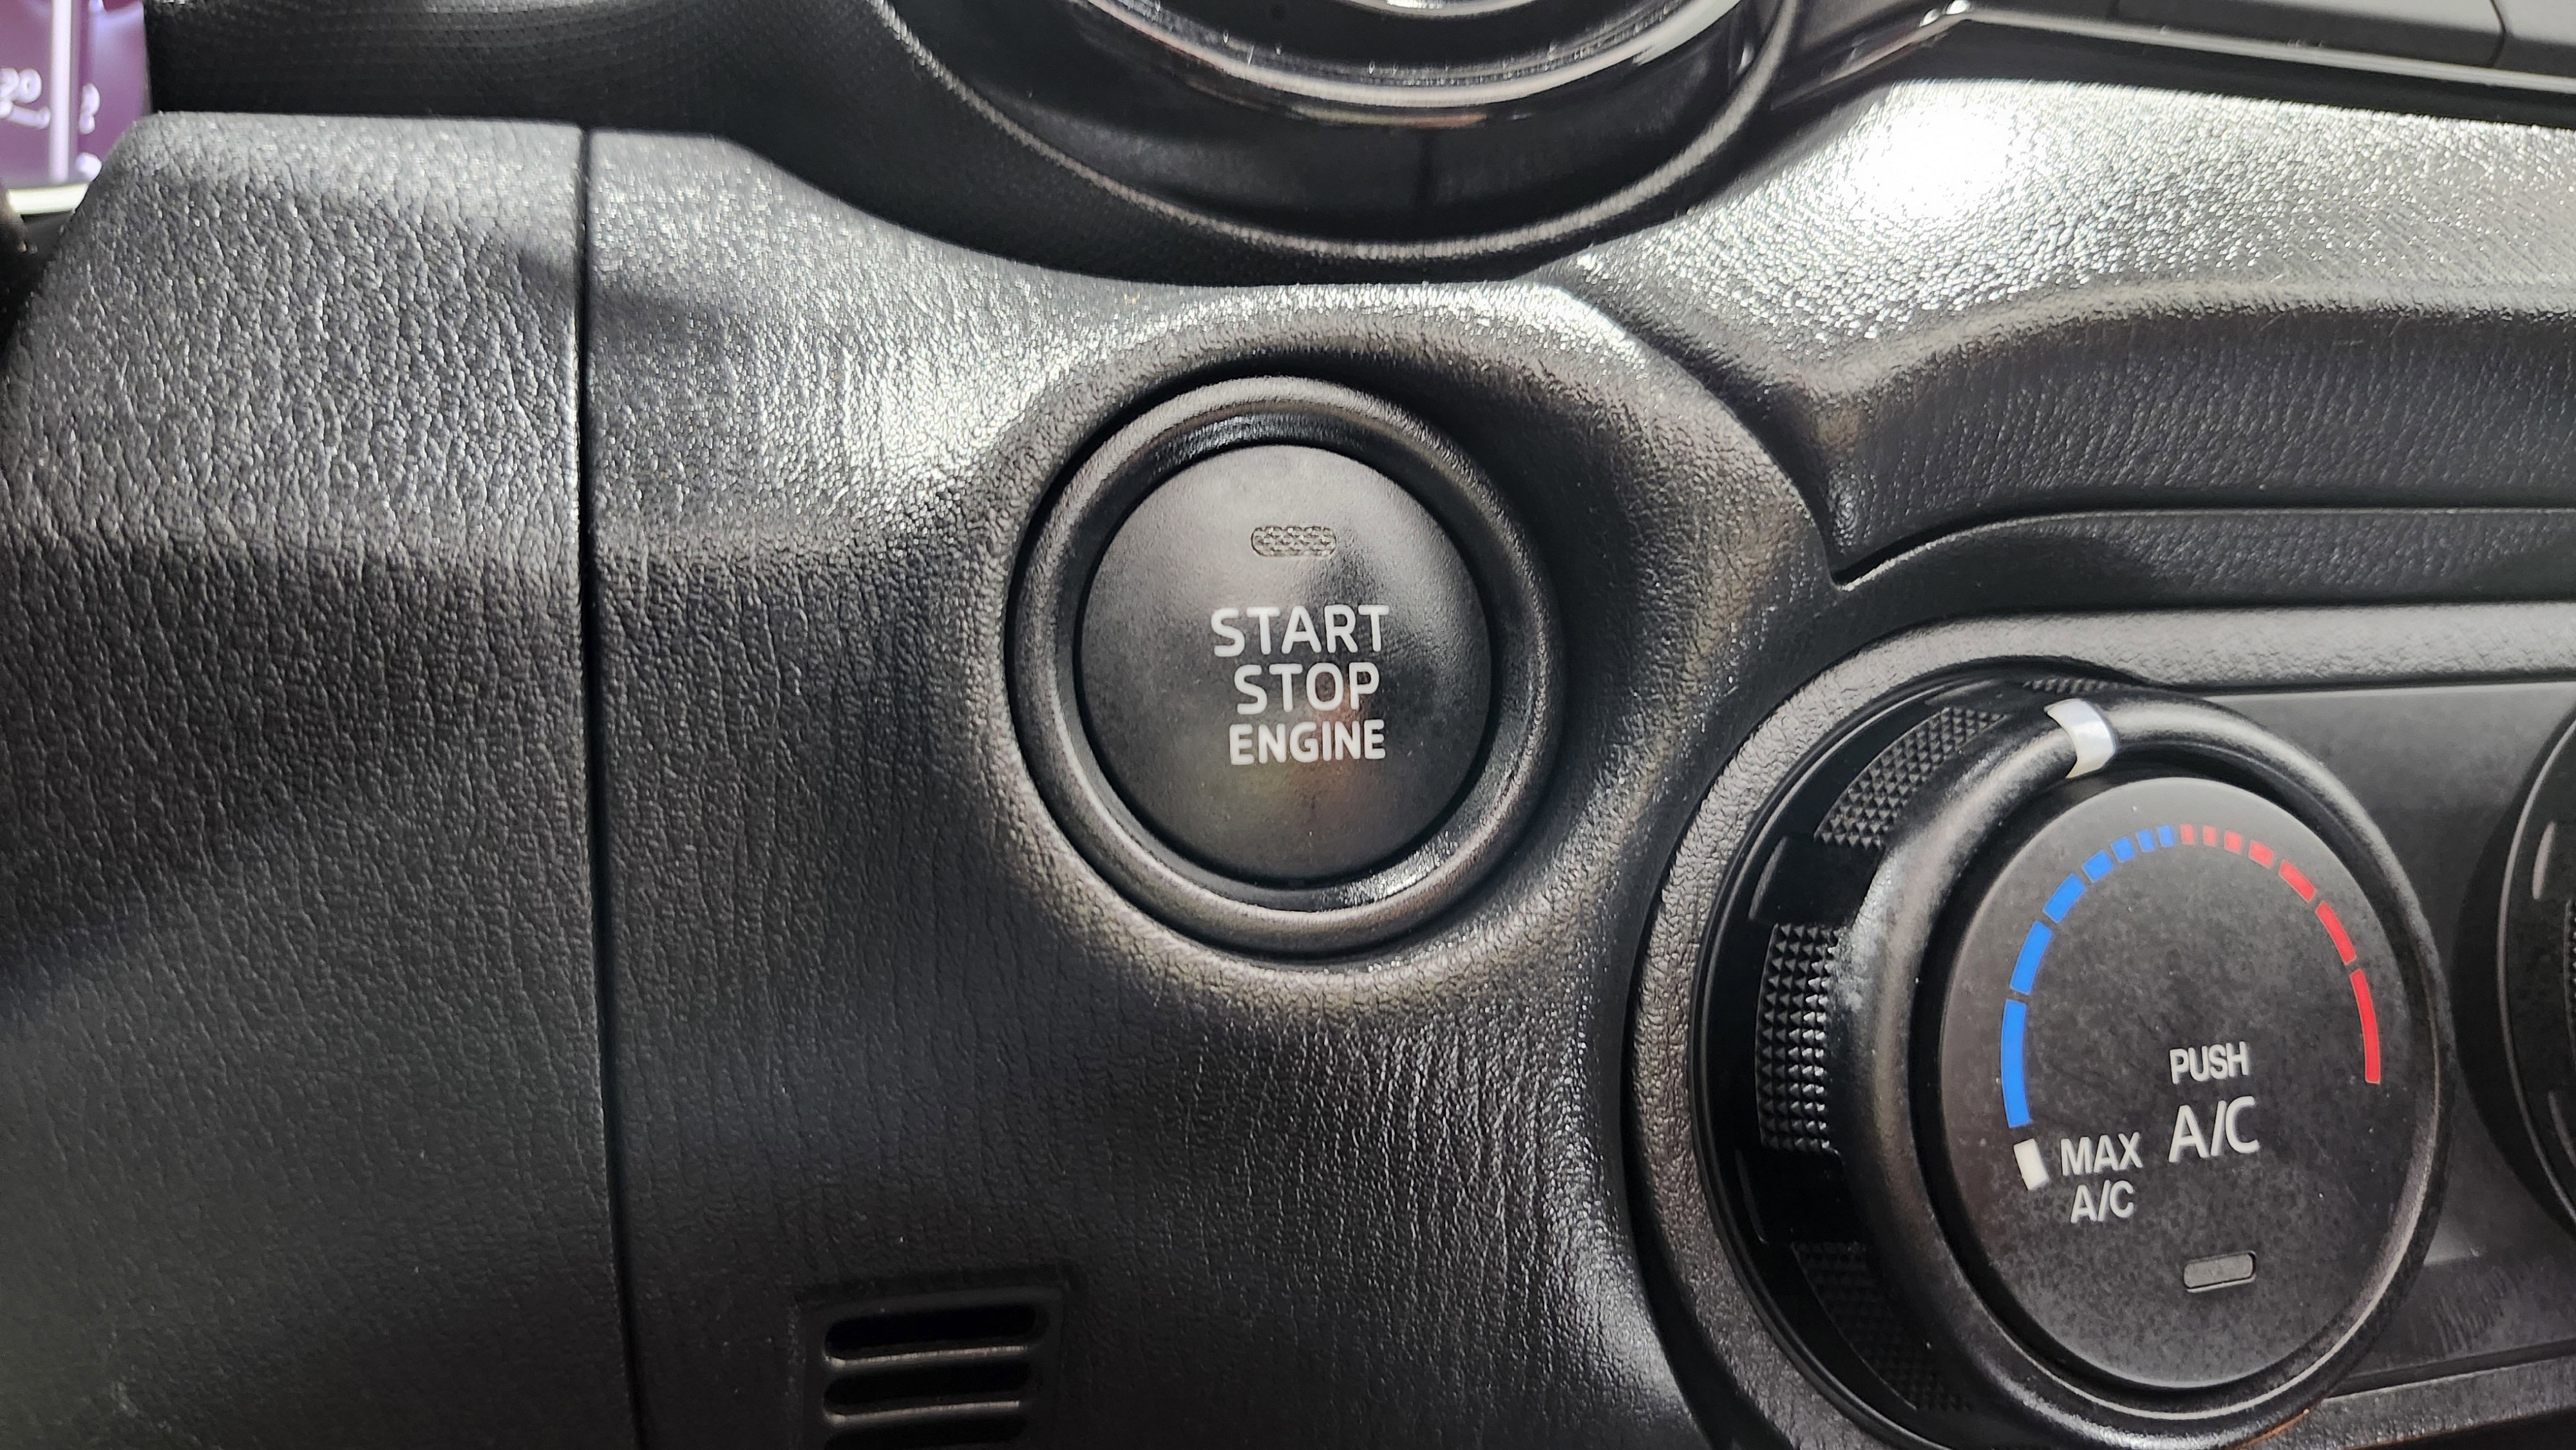 START
STOP
ENGINE
PUSH
A/C
MAX
A/C